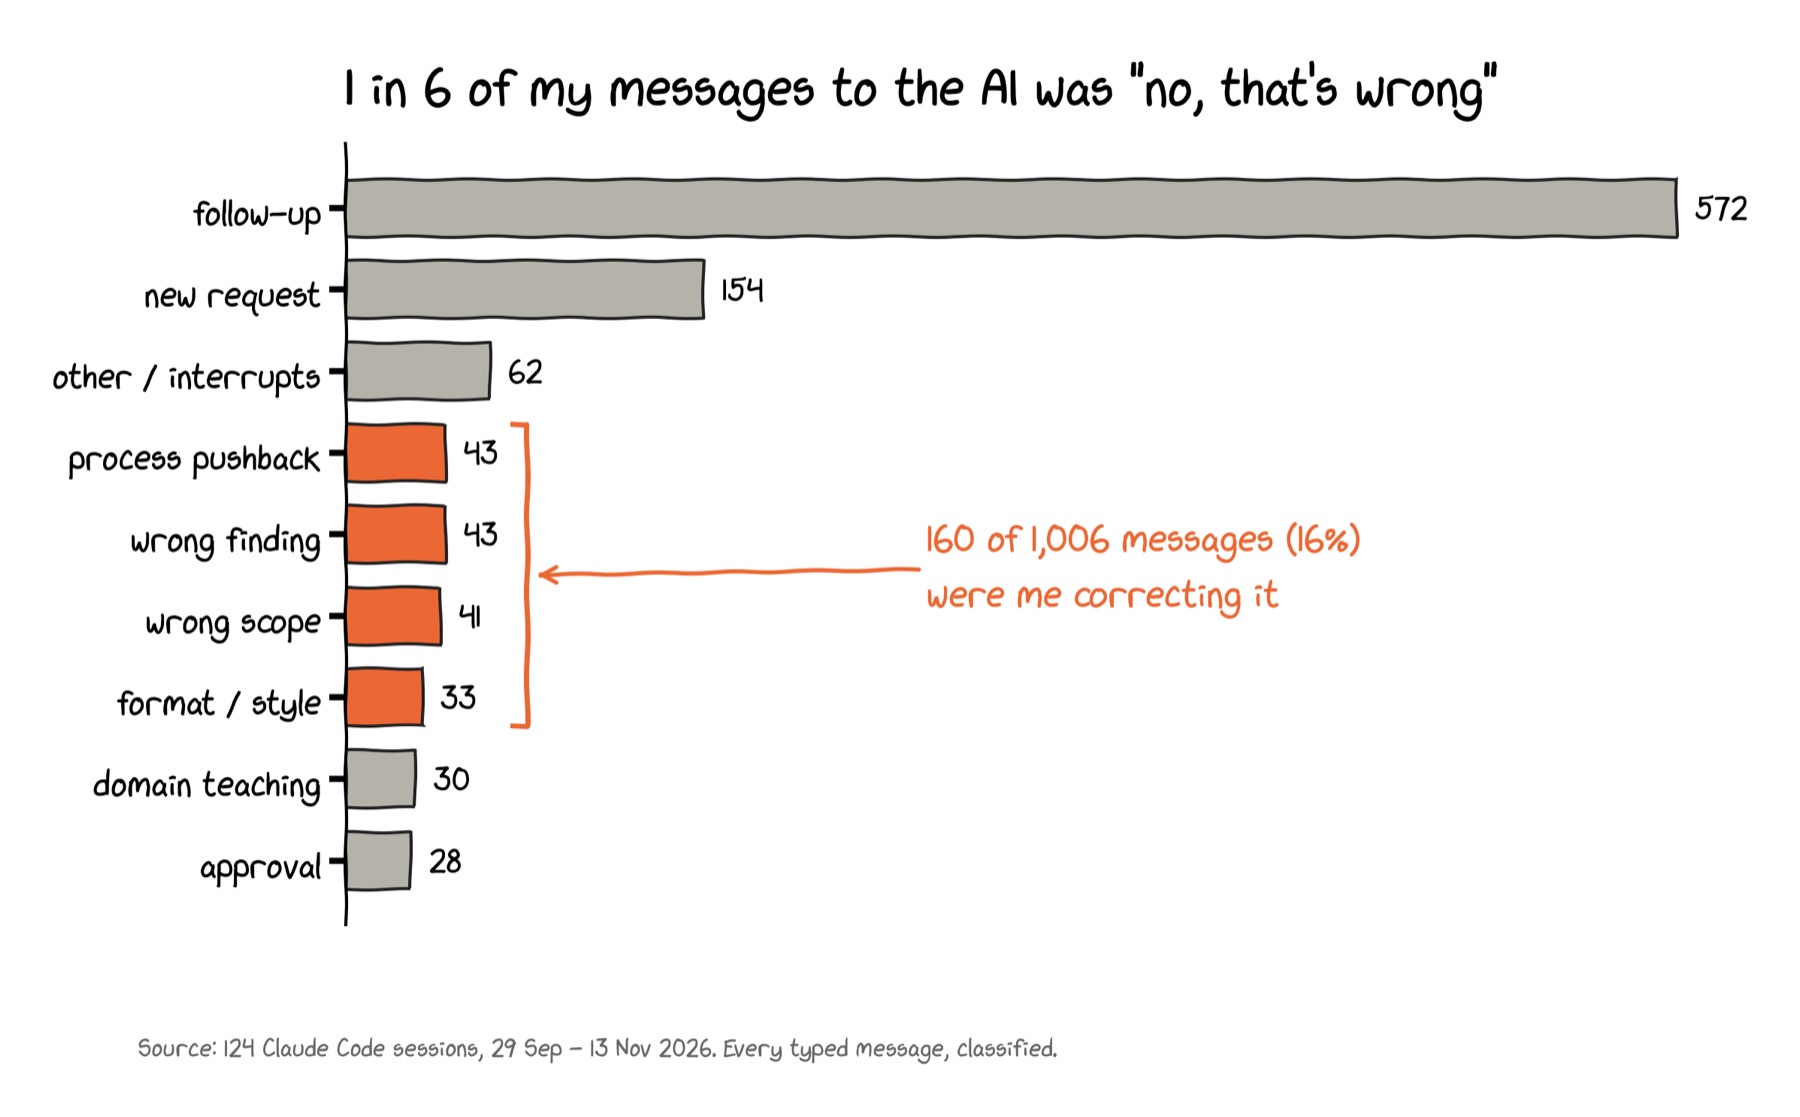 1 in 6 of my messages to the AI was "no, that's wrong"
follow-up 572
new request 154
other / interrupts 62
process pushback 43
wrong finding 43
160 of 1,006 messages (16%)
were me correcting it
wrong scope 41
format / style 33
domain teaching 30
approval 28
Source: 124 Claude Code sessions, 29 Sep – 13 Nov 2026. Every typed message, classified.